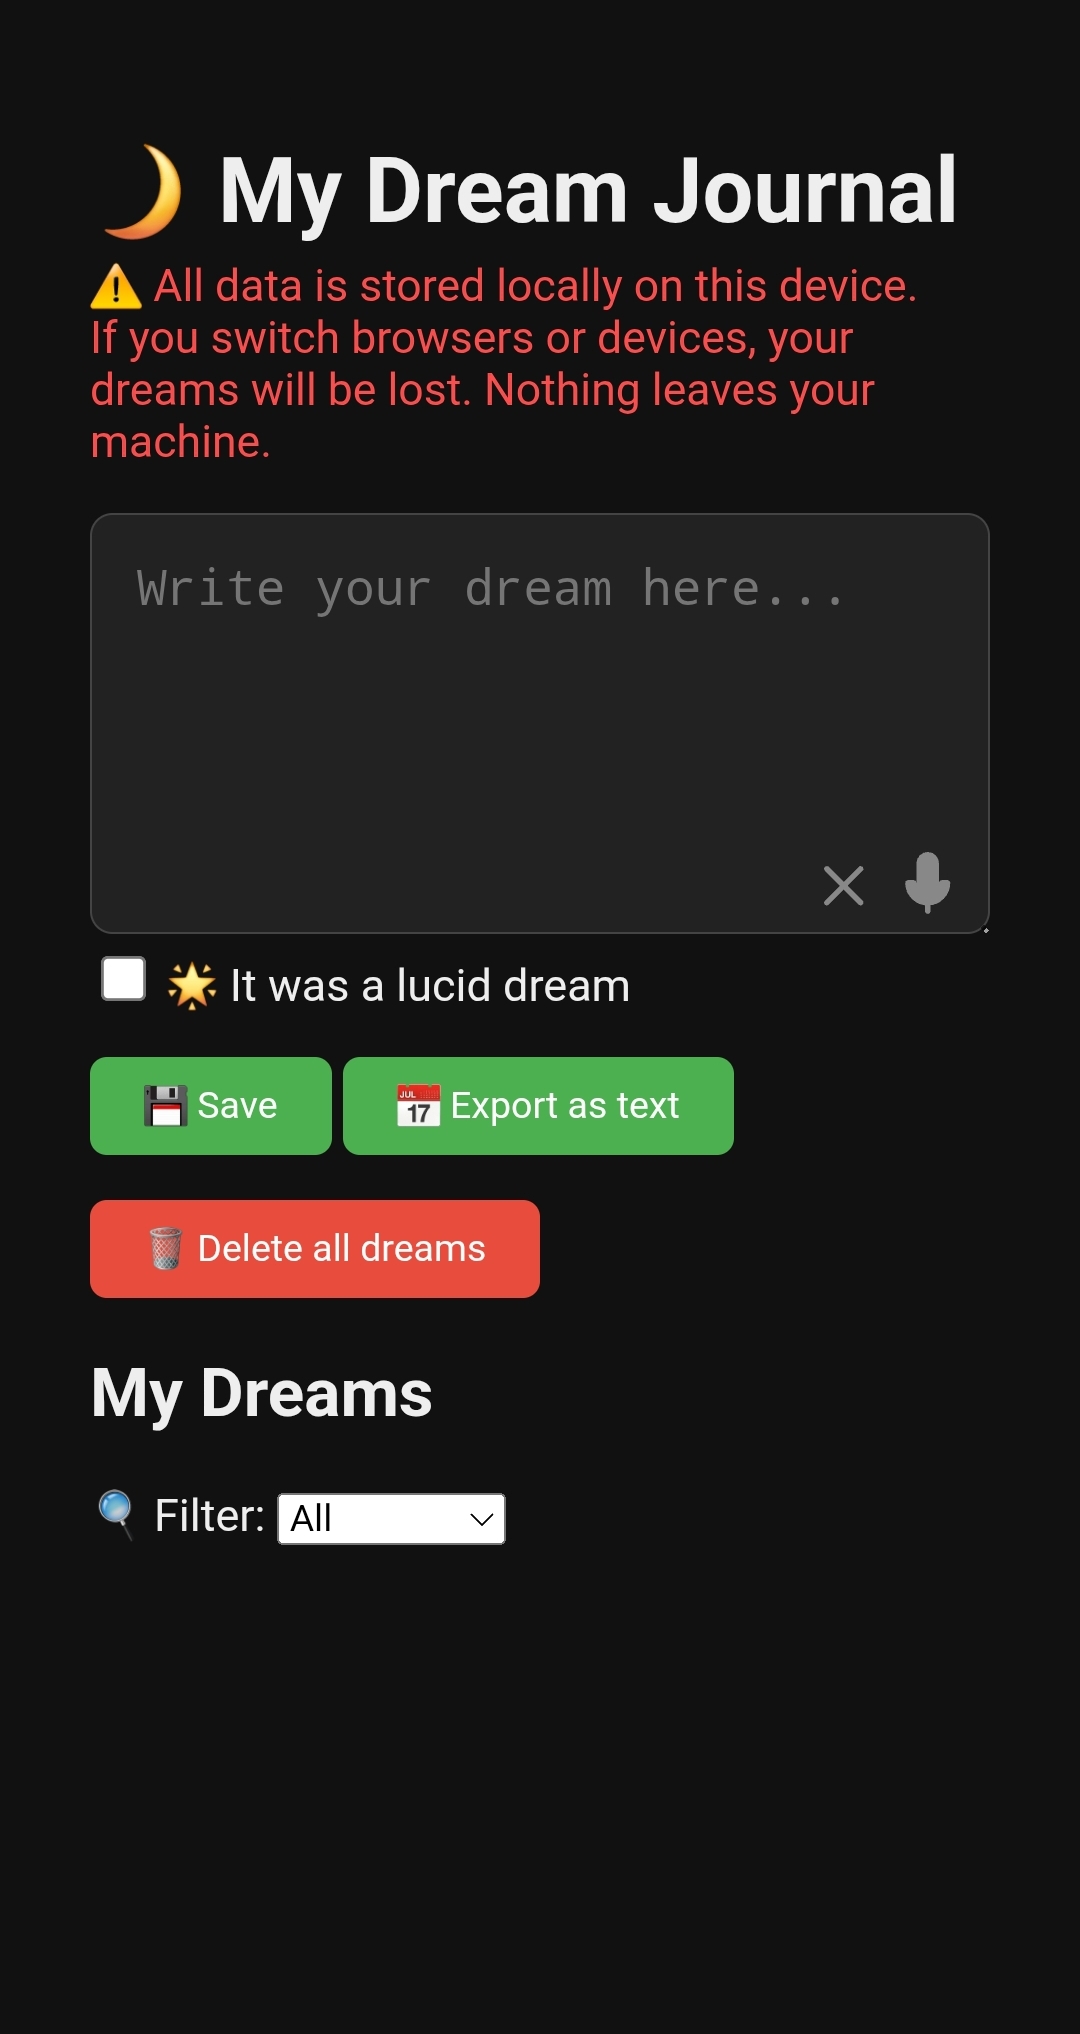 🌙 My Dream Journal
⚠️ All data is stored locally on this device.
If you switch browsers or devices, your
dreams will be lost. Nothing leaves your
machine.
Write your dream here...
🌟 It was a lucid dream
💾 Save
📅 Export as text
🗑️ Delete all dreams
My Dreams
🔍 Filter: All